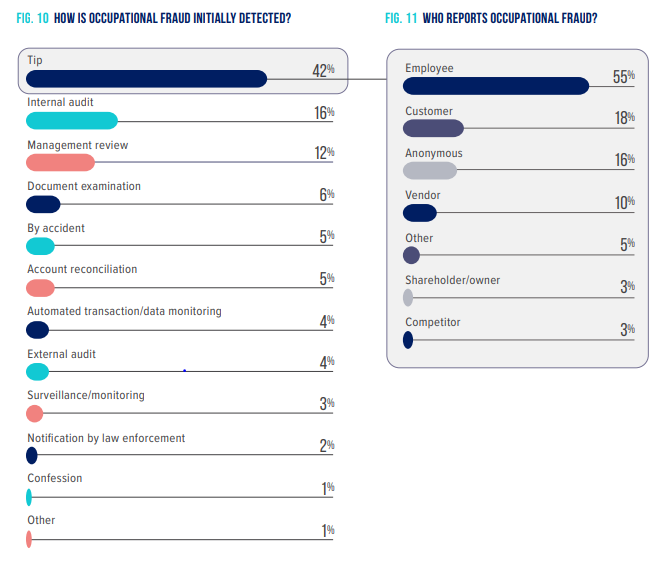 FIG. 10 HOW IS OCCUPATIONAL FRAUD INITIALLY DETECTED?
Tip
42%
Internal audit
16%
Management review
12%
Document examination
6%
By accident
5%
Account reconciliation
5%
Automated transaction/data monitoring
4%
External audit
4%
Surveillance/monitoring
3%
Notification by law enforcement
2%
Confession
1%
Other
1%
FIG. 11 WHO REPORTS OCCUPATIONAL FRAUD?
Employee
55%
Customer
18%
Anonymous
16%
Vendor
10%
Other
5%
Shareholder/owner
3%
Competitor
3%